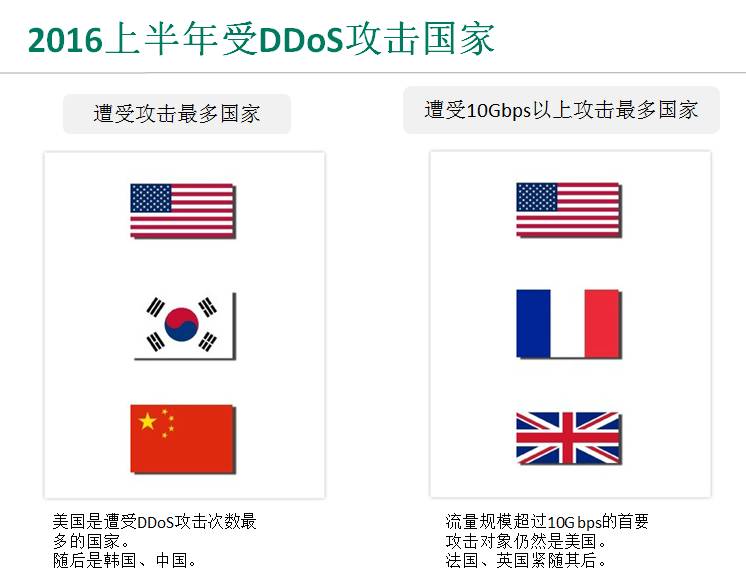 2016上半年受DDoS攻击国家
遭受攻击最多国家
遭受10Gbps以上攻击最多国家
美国是遭受DDoS攻击次数最
多的国家。
随后是韩国、中国。
流量规模超过10Gbps的首要
攻击对象仍然是美国。
法国、英国紧随其后。